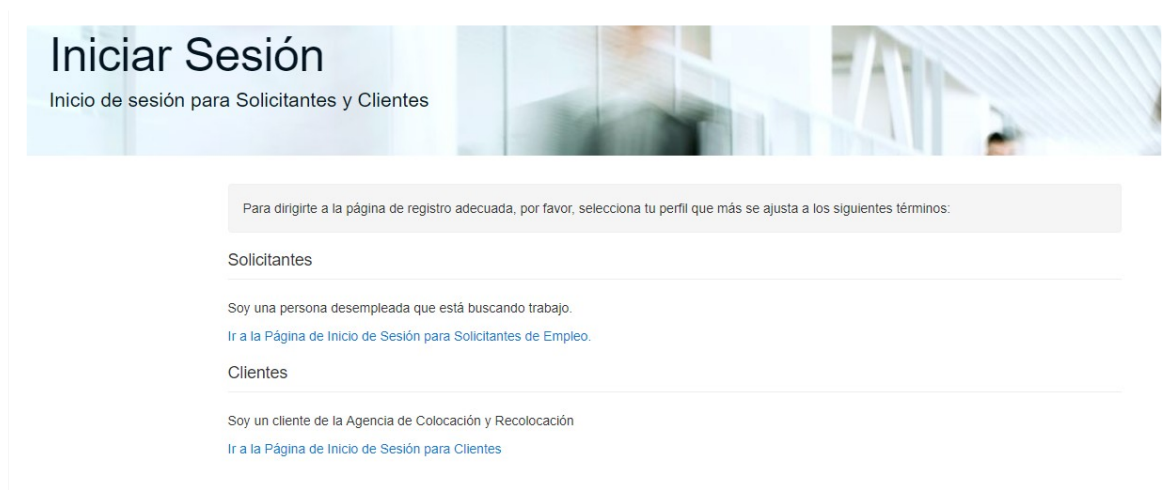 Iniciar Sesión
Inicio de sesión para Solicitantes y Clientes
Para dirigirte a la página de registro adecuada, por favor, selecciona tu perfil que más se ajusta a los siguientes términos:
Solicitantes
Soy una persona desempleada que está buscando trabajo.
Ir a la Página de Inicio de Sesión para Solicitantes de Empleo.
Clientes
Soy un cliente de la Agencia de Colocación y Recolocación
Ir a la Página de Inicio de Sesión para Clientes